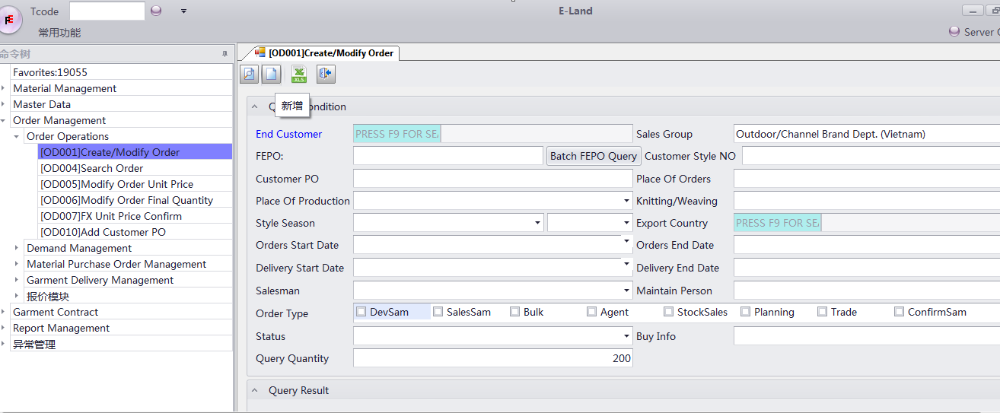 Tcode
E-Land
常用功能
Server
命令树
[OD001]Create/Modify Order
Favorites:19055
Material Management
Master Data
Order Management
Order Operations
[OD001]Create/Modify Order
[OD004]Search Order
[OD005]Modify Order Unit Price
[OD006]Modify Order Final Quantity
[OD007]FX Unit Price Confirm
[OD010]Add Customer PO
Demand Management
Material Purchase Order Management
Garment Delivery Management
报价模块
Garment Contract
Report Management
异常管理
XLS
新增
End Customer PRESS F9 FOR SEA Sales Group Outdoor/Channel Brand Dept. (Vietnam)
FEPO: Batch FEPO Query Customer Style NO
Customer PO Place Of Orders
Place Of Production Knitting/Weaving
Style Season Export Country PRESS F9 FOR SEA
Orders Start Date Orders End Date
Delivery Start Date Delivery End Date
Salesman Maintain Person
Order Type DevSam SalesSam Bulk Agent StockSales Planning Trade ConfirmSam
Status Buy Info
Query Quantity 200
Query Result